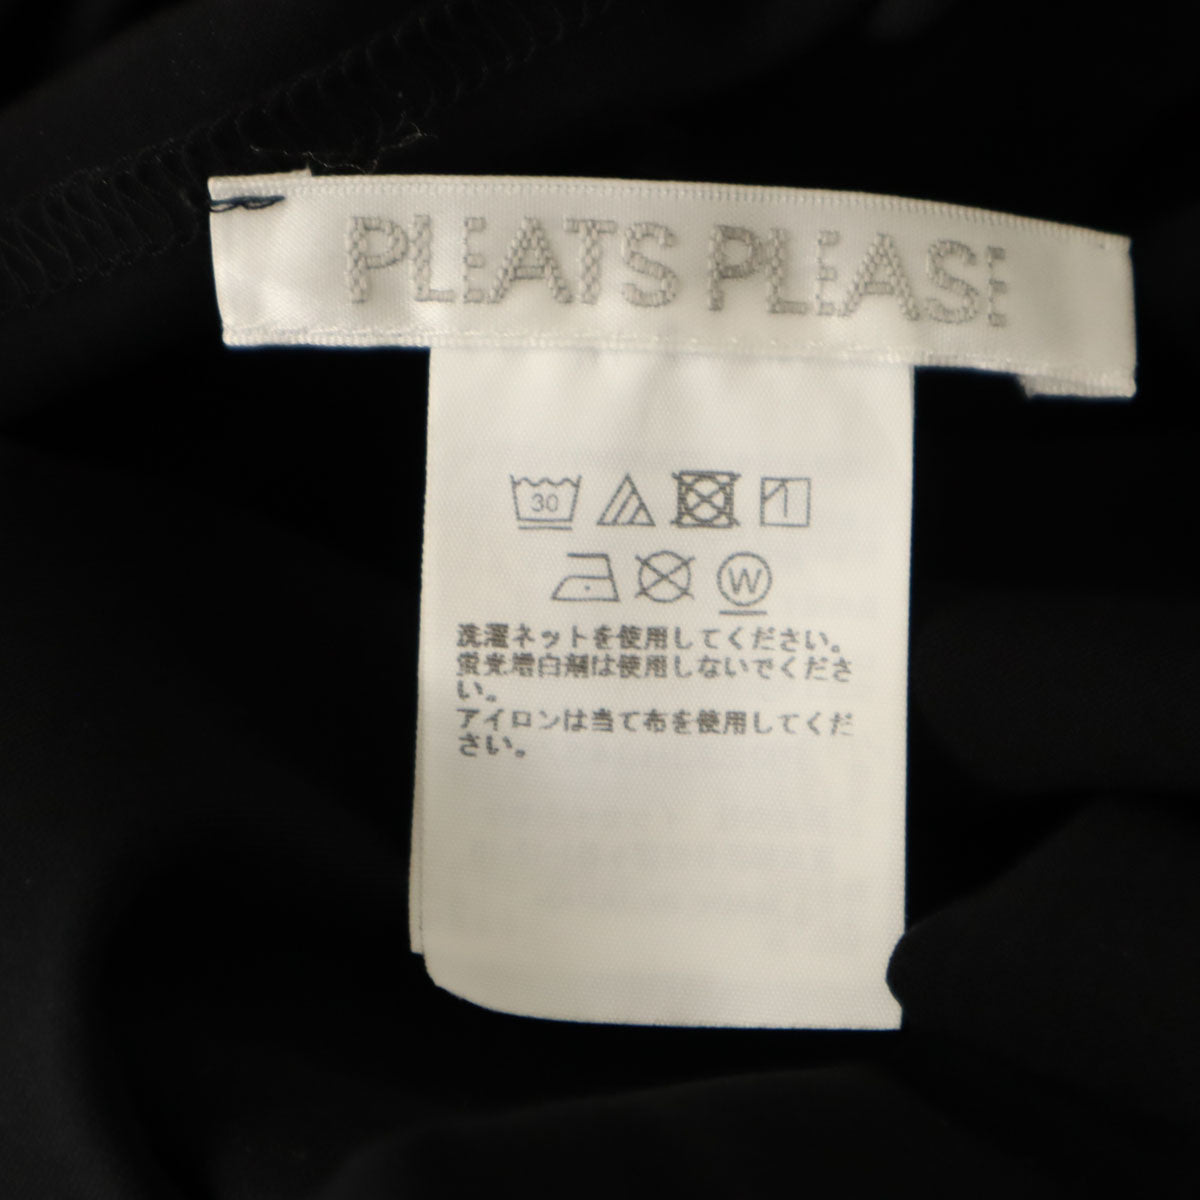 PLEATS PLEASE
30
W
洗濯ネットを使用してください。
蛍光増白剤は使用しないでくださ
い。
アイロンは当て布を使用してくだ
さい。